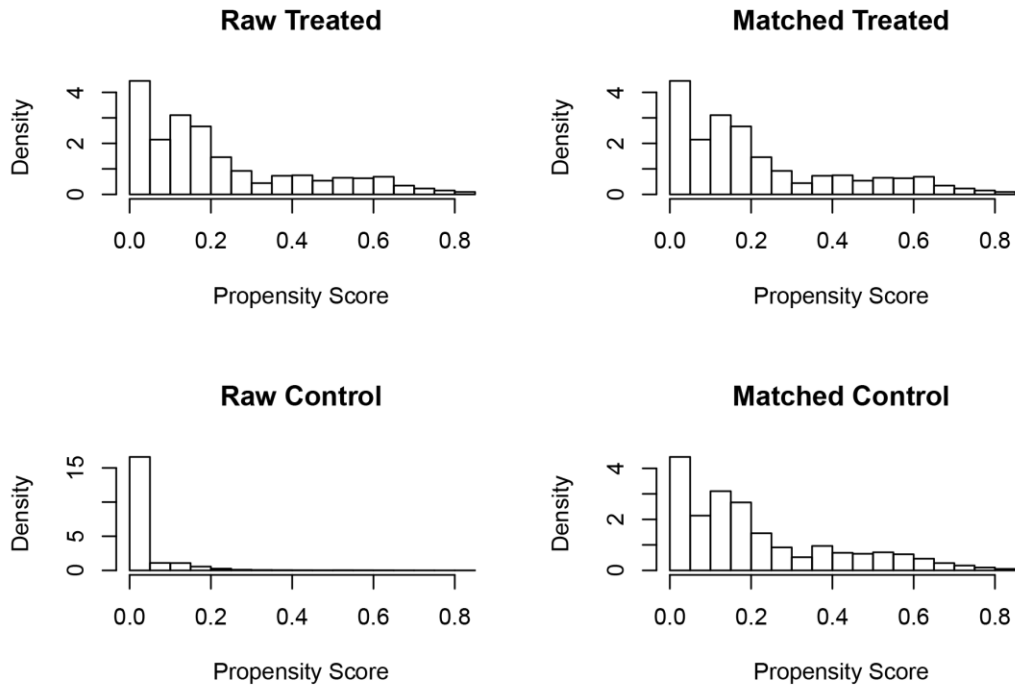 Raw Treated
Density
0 2 4
0.0 0.2 0.4 0.6 0.8
Propensity Score
Matched Treated
Density
0 2 4
0.0 0.2 0.4 0.6 0.8
Propensity Score
Raw Control
Density
0 5 15
0.0 0.2 0.4 0.6 0.8
Propensity Score
Matched Control
Density
0 2 4
0.0 0.2 0.4 0.6 0.8
Propensity Score